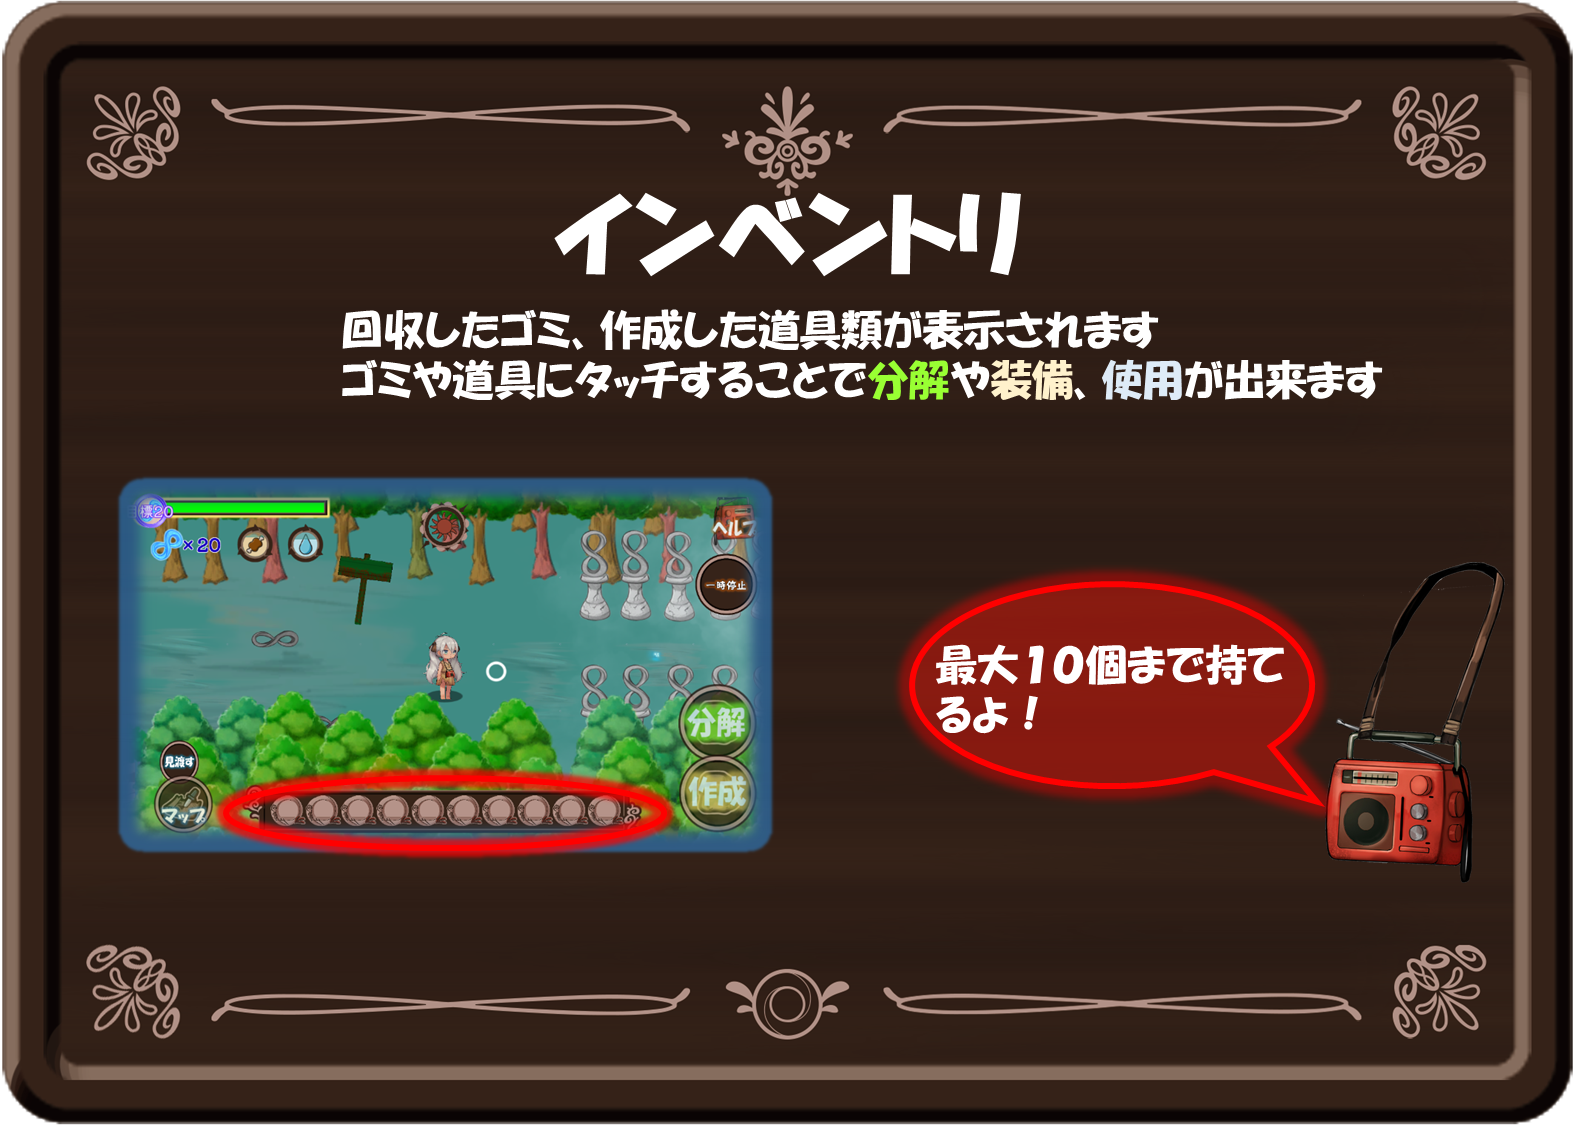 インベントリ
回収したゴミ、作成した道具類が表示されます
ゴミや道具にタッチすることで分解や装備、使用が出来ます
標20
×20
ヘルプ
一時停止
分解
見渡す
マップ
作成
最大10個まで持て
るよ！